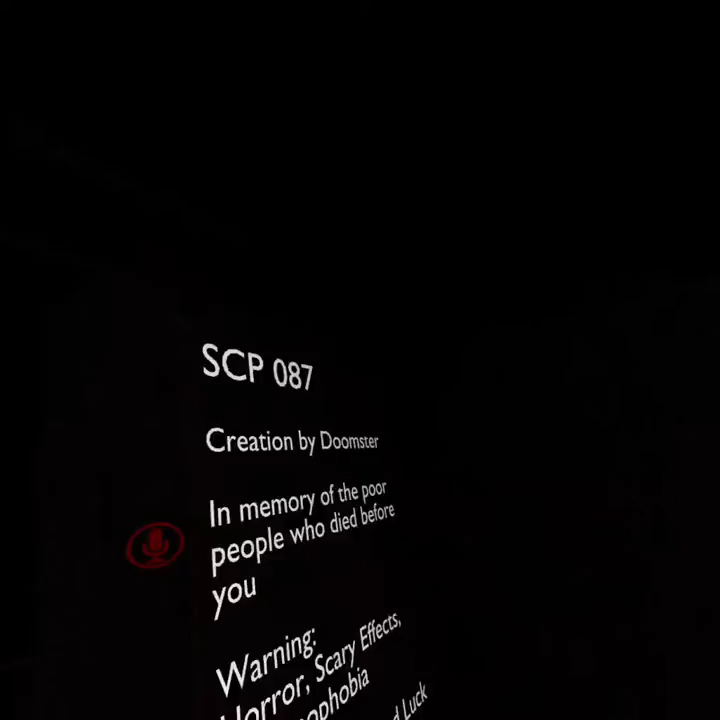 SCP 087
Creation by Doomster
In memory of the poor
people who died before
you
Warning:
Horror, Scary Effects,
Luck